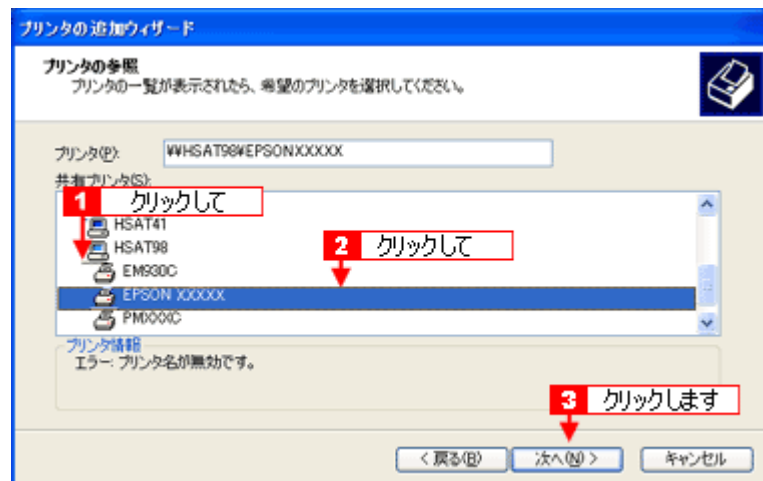 プリンタの追加ウィザード
プリンタの参照
プリンタの一覧が表示されたら、希望のプリンタを選択してください。
プリンタ(P):
¥¥HSAT98¥EPSONXXXXX
共有プリンタ(S):
1 クリックして
HSAT41
HSAT98
2 クリックして
EM930C
EPSON XXXXX
PMXXXC
プリンタ情報
エラー: プリンタ名が無効です。
3 クリックします
< 戻る(B)
次へ(N) >
キャンセル